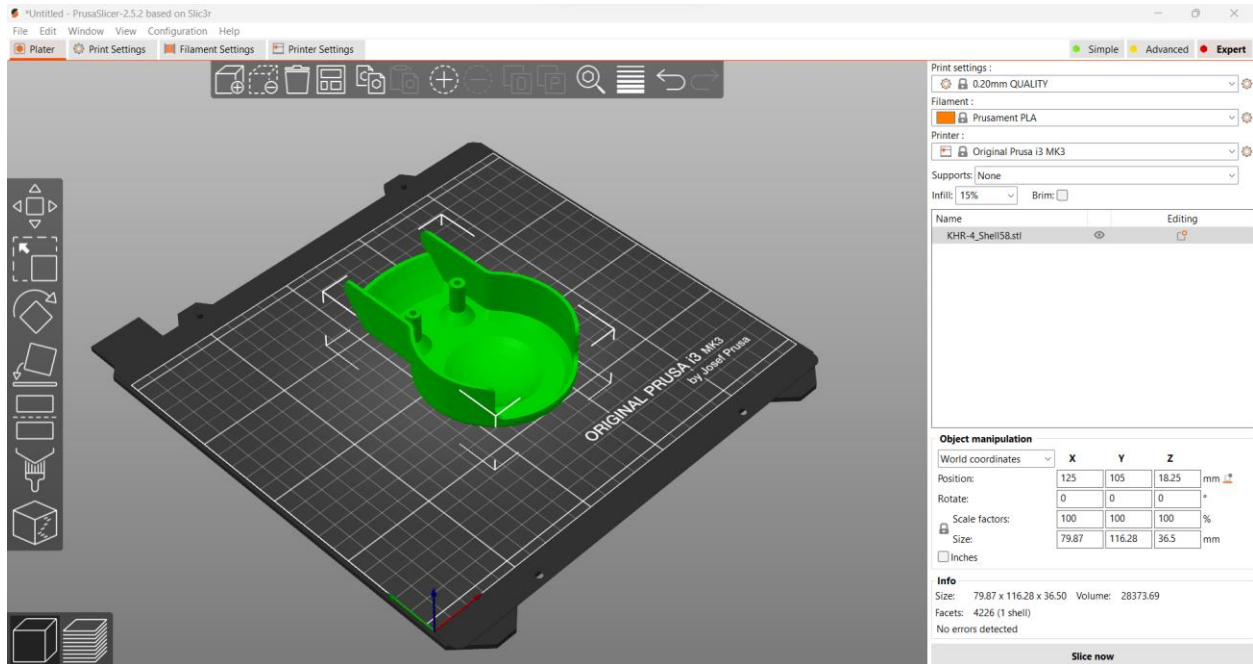 *Untitled - PrusaSlicer-2.5.2 based on Slic3r
File Edit Window View Configuration Help
Plater Print Settings Filament Settings Printer Settings Simple Advanced Expert
Print settings :
0.20mm QUALITY
Filament :
Prusament PLA
Printer :
Original Prusa i3 MK3
Supports: None
Infill: 15% Brim:
Name Editing
KHR-4_Shell58.stl
ORIGINAL PRUSA i3 MK3
by Josef Prusa
Object manipulation
World coordinates X Y Z
Position: 125 105 18.25 mm
Rotate: 0 0 0 °
Scale factors: 100 100 100 %
Size: 79.87 116.28 36.5 mm
Inches
Info
Size: 79.87 x 116.28 x 36.50 Volume: 28373.69
Facets: 4226 (1 shell)
No errors detected
Slice now